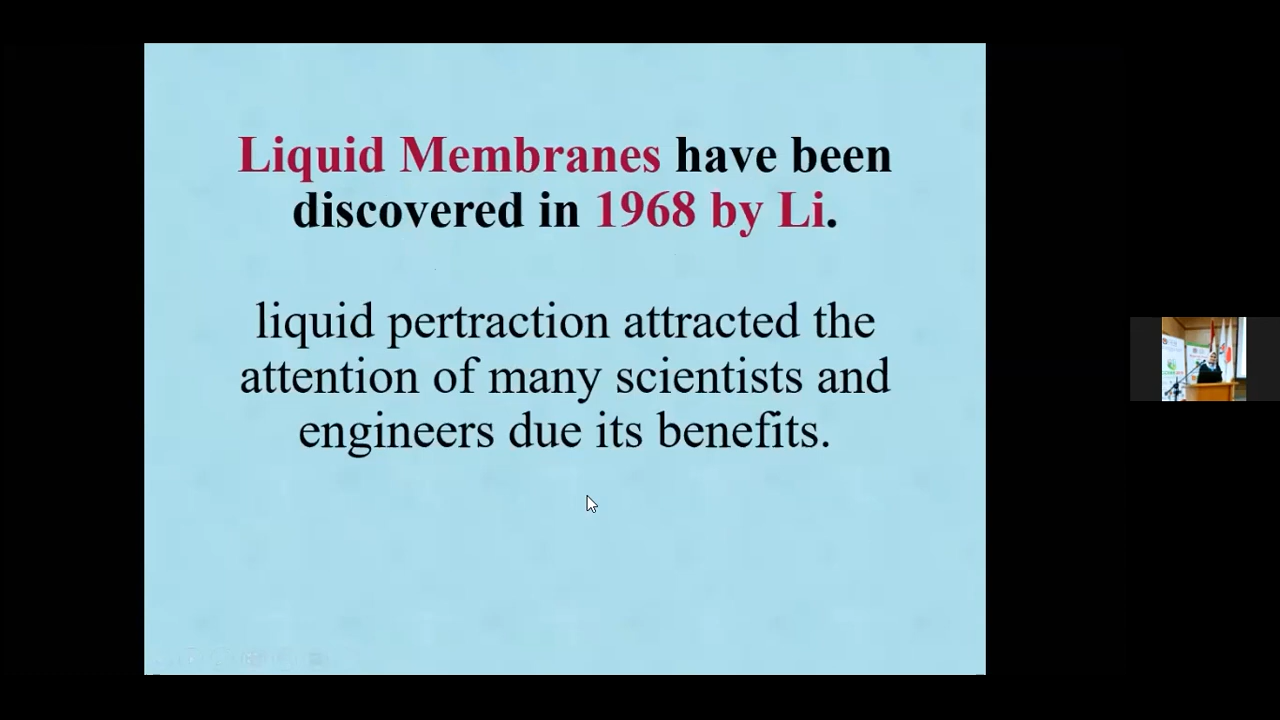 Liquid Membranes have been
discovered in 1968 by Li.
liquid pertraction attracted the
attention of many scientists and
engineers due its benefits.